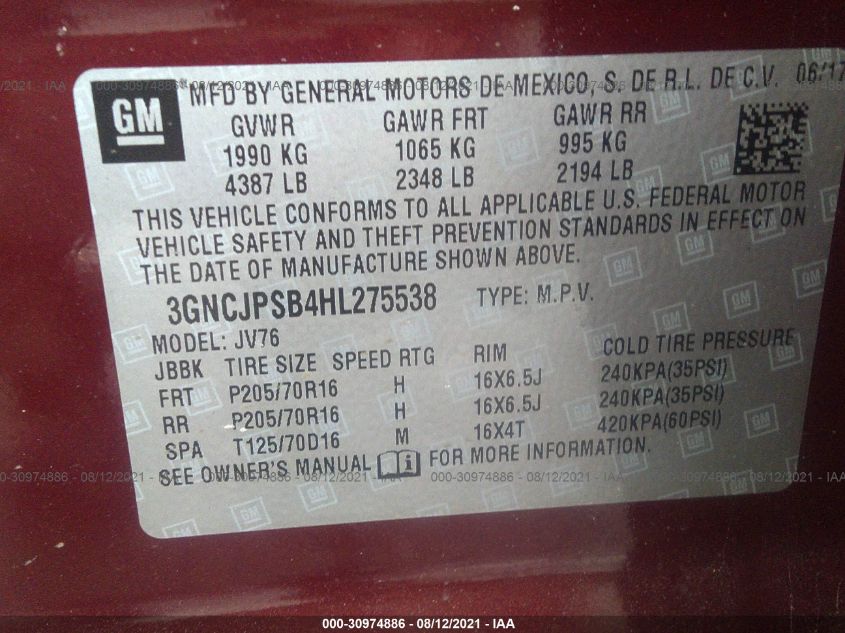 GM
MFD BY GENERAL MOTORS DE MEXICO, S. DE R.L. DE C.V. 06/17
GVWR GAWR FRT GAWR RR
1990 KG 1065 KG 995 KG
4387 LB 2348 LB 2194 LB
THIS VEHICLE CONFORMS TO ALL APPLICABLE U.S. FEDERAL MOTOR
VEHICLE SAFETY AND THEFT PREVENTION STANDARDS IN EFFECT ON
THE DATE OF MANUFACTURE SHOWN ABOVE.
3GNCJPSB4HL275538 TYPE: M.P.V.
MODEL: JV76
JBBK TIRE SIZE SPEED RTG RIM COLD TIRE PRESSURE
FRT P205/70R16 H 16X6.5J 240KPA(35PSI)
RR P205/70R16 H 16X6.5J 240KPA(35PSI)
SPA T125/70D16 M 16X4T 420KPA(60PSI)
SEE OWNER'S MANUAL i FOR MORE INFORMATION.
000-30974886 - 08/12/2021 - IAA